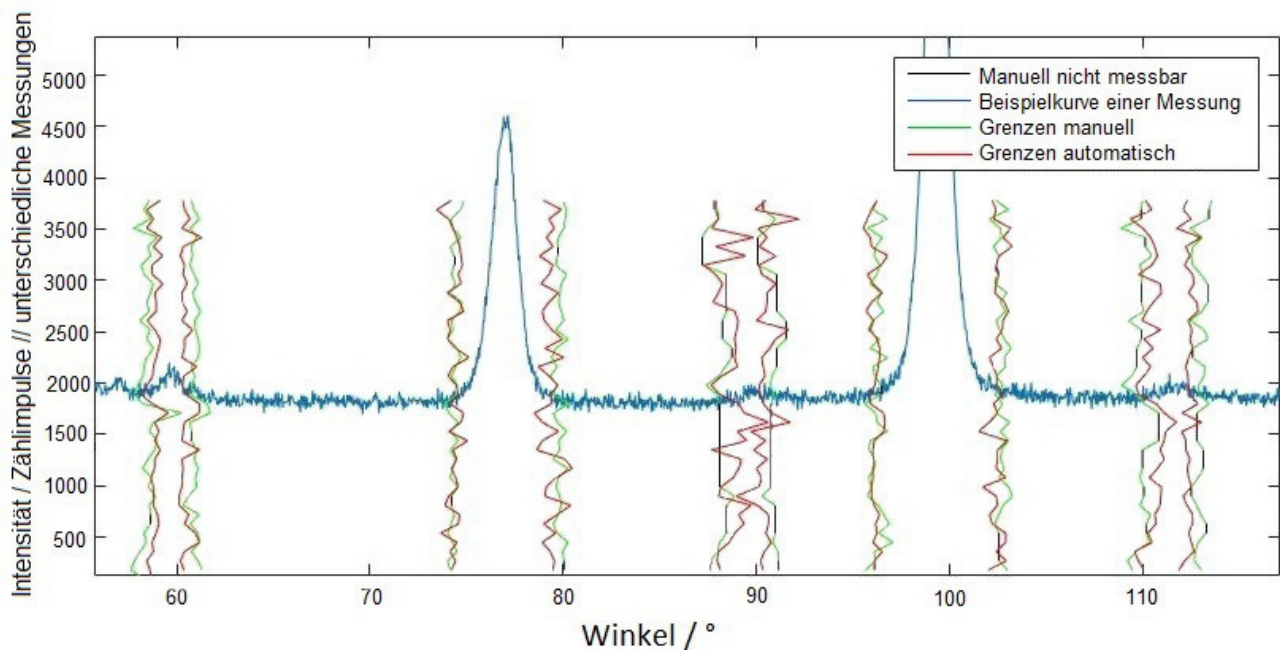 Intensität / Zählimpulse // unterschiedliche Messungen
5000
4500
4000
3500
3000
2500
2000
1500
1000
500
Manuell nicht messbar
Beispielkurve einer Messung
Grenzen manuell
Grenzen automatisch
60
70
80
90
100
110
Winkel / °